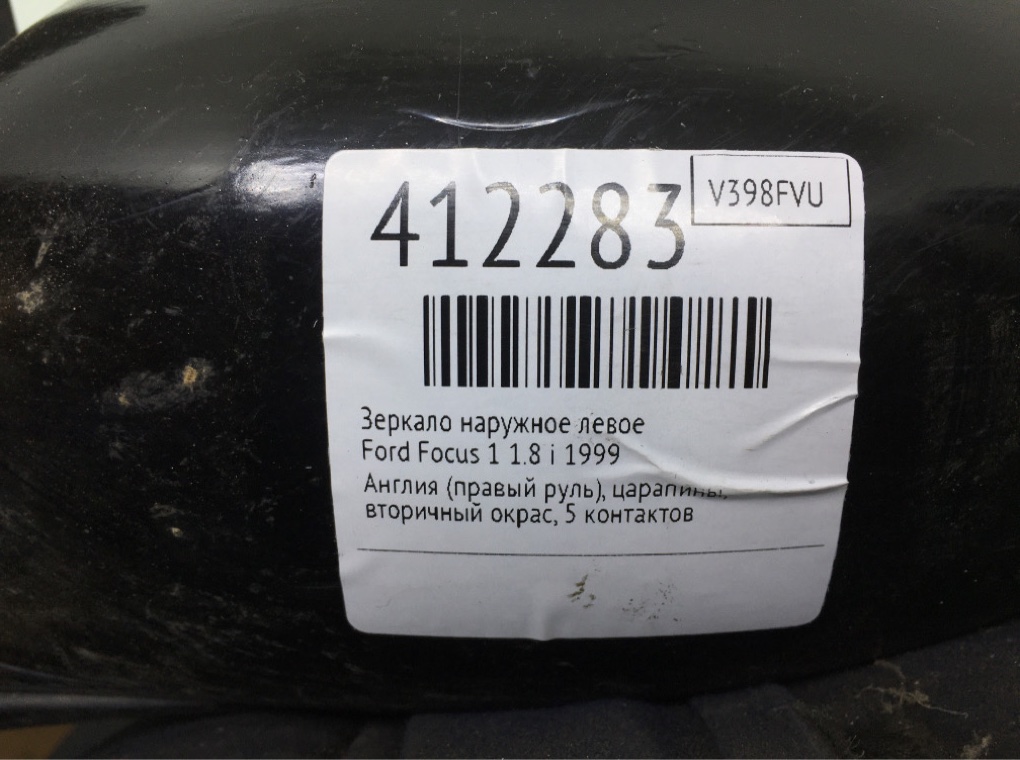 412283
V398FVU
Зеркало наружное левое
Ford Focus 1 1.8 i 1999
Англия (правый руль), царапины,
вторичный окрас, 5 контактов